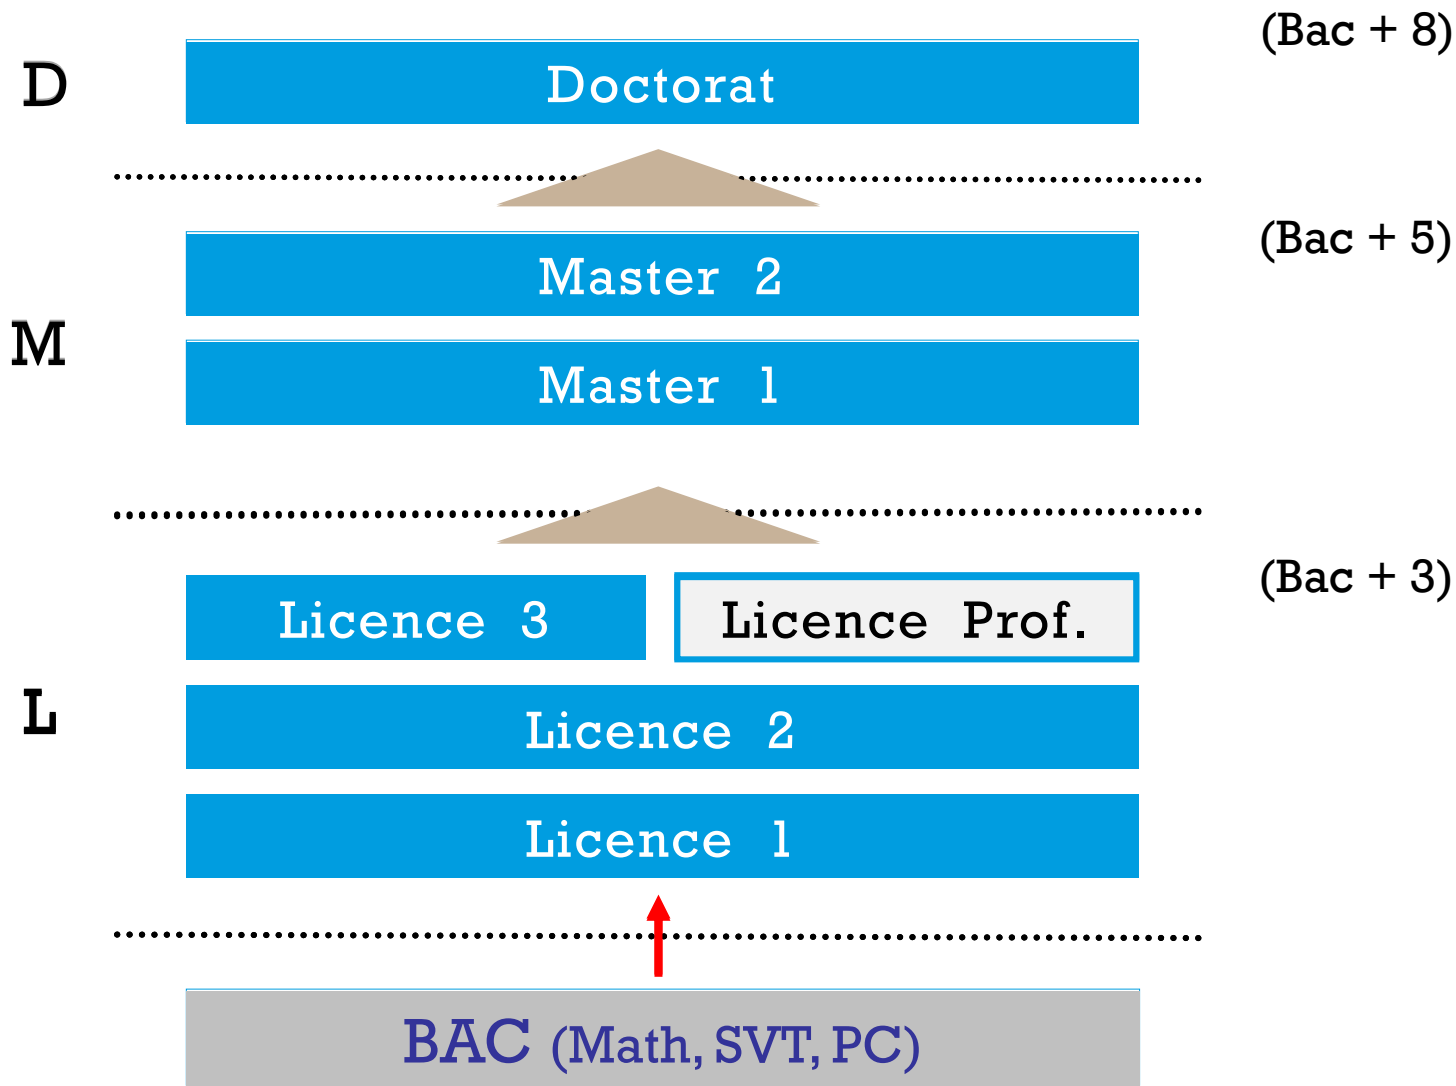 (Bac + 8)
D
Doctorat
(Bac + 5)
Master 2
M
Master 1
(Bac + 3)
Licence 3
Licence Prof.
L
Licence 2
Licence 1
BAC (Math, SVT, PC)